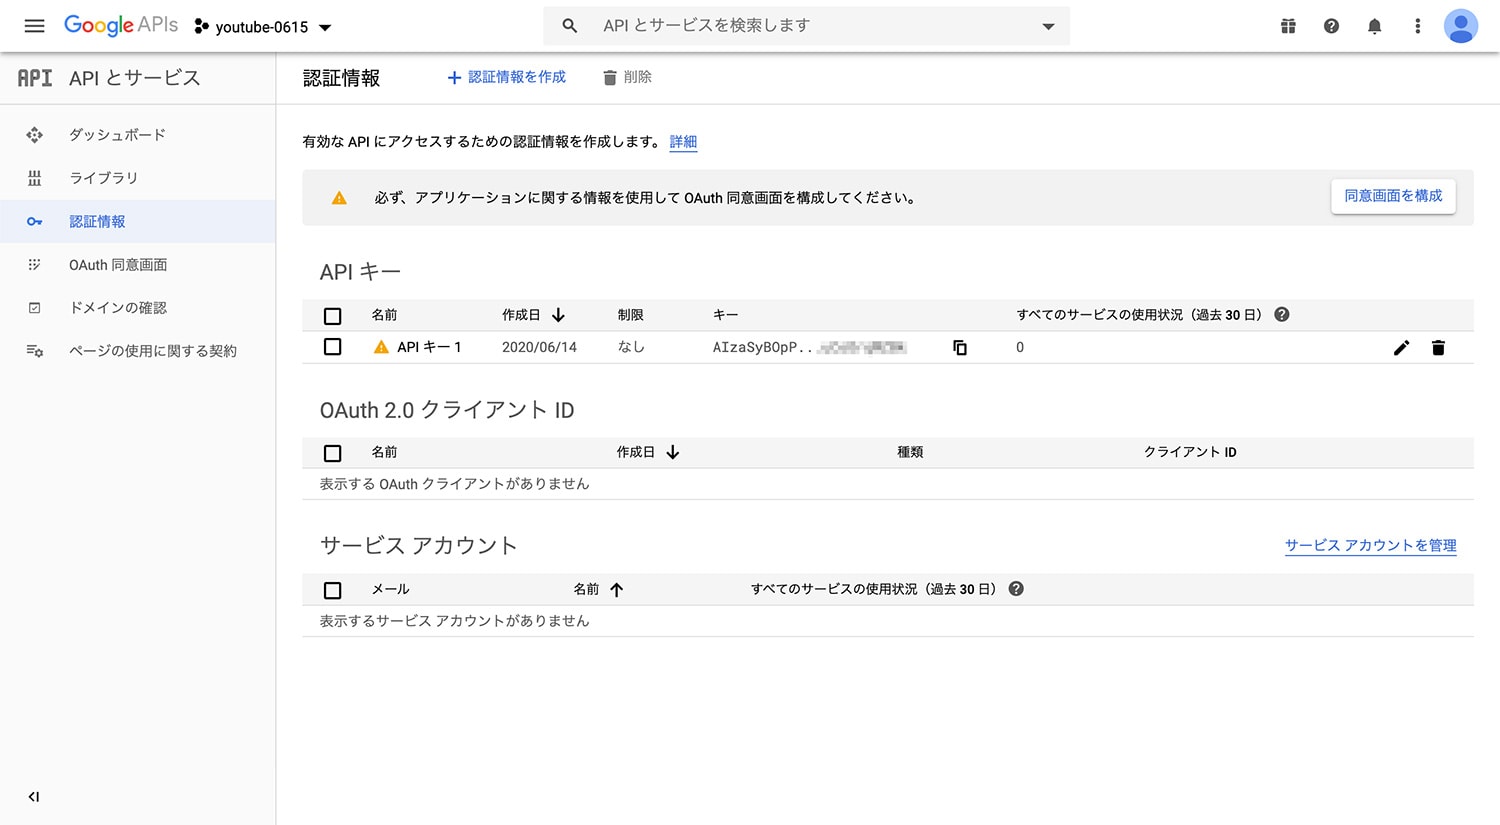 Google APIs youtube-0615 API とサービスを検索します
API API とサービス
認証情報 認証情報を作成 削除
ダッシュボード
ライブラリ
認証情報
OAuth 同意画面
ドメインの確認
ページの使用に関する契約
有効な API にアクセスするための認証情報を作成します。 詳細
必ず、アプリケーションに関する情報を使用して OAuth 同意画面を構成してください。 同意画面を構成
API キー
名前 作成日 制限 キー すべてのサービスの使用状況（過去 30 日）
API キー 1 2020/06/14 なし AIzaSyBOpP.. 0
OAuth 2.0 クライアント ID
名前 作成日 種類 クライアント ID
表示する OAuth クライアントがありません
サービス アカウント サービス アカウントを管理
メール 名前 すべてのサービスの使用状況（過去 30 日）
表示するサービス アカウントがありません